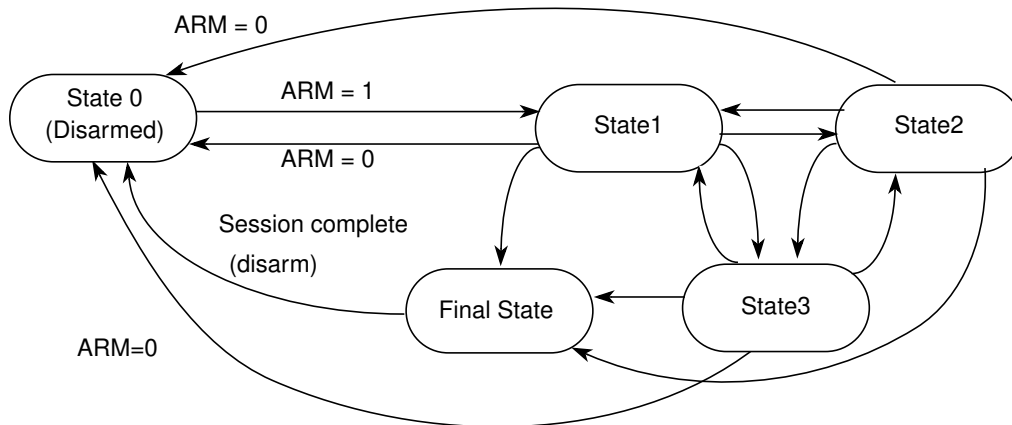 ARM = 0
State 0
(Disarmed)
ARM = 1
State1
State2
ARM = 0
Session complete
(disarm)
Final State
State3
ARM=0